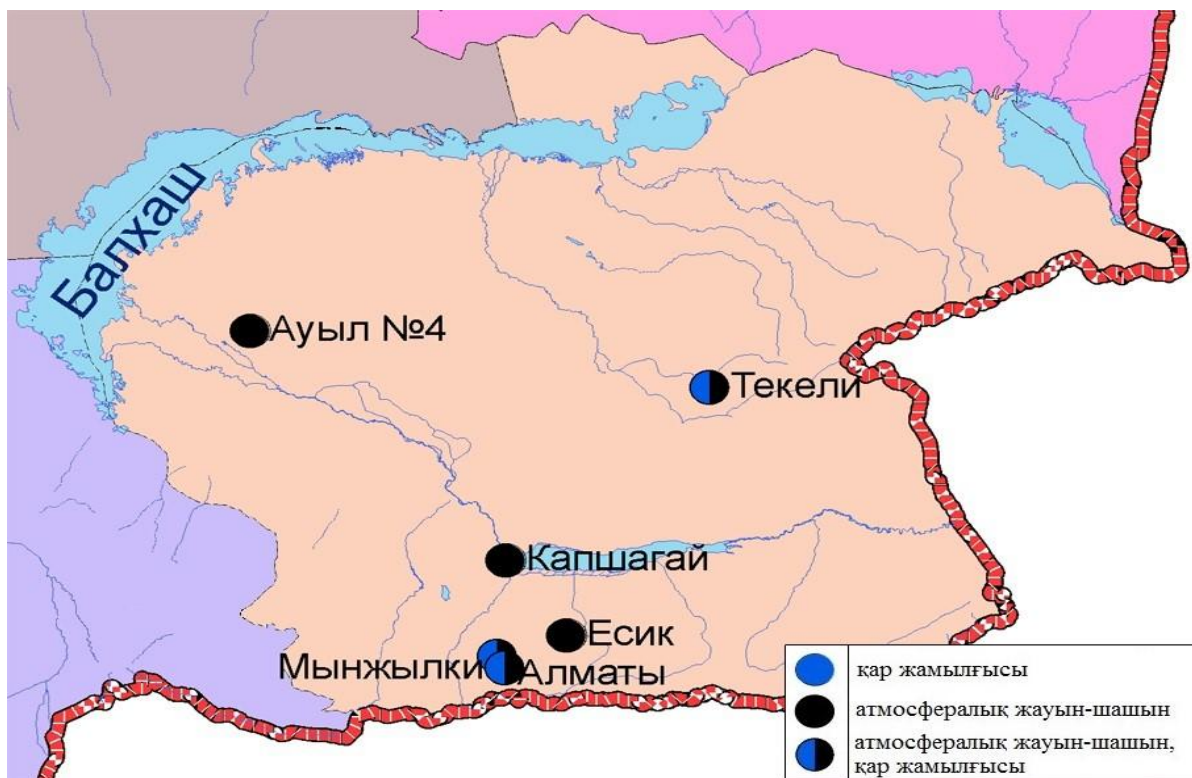 Балхаш
Ауыл №4
Текели
Капшагай
Есик
Мынжылки
Алматы
қар жамылғысы
атмосфералық жауын-шашын
атмосфералық жауын-шашын,
қар жамылғысы